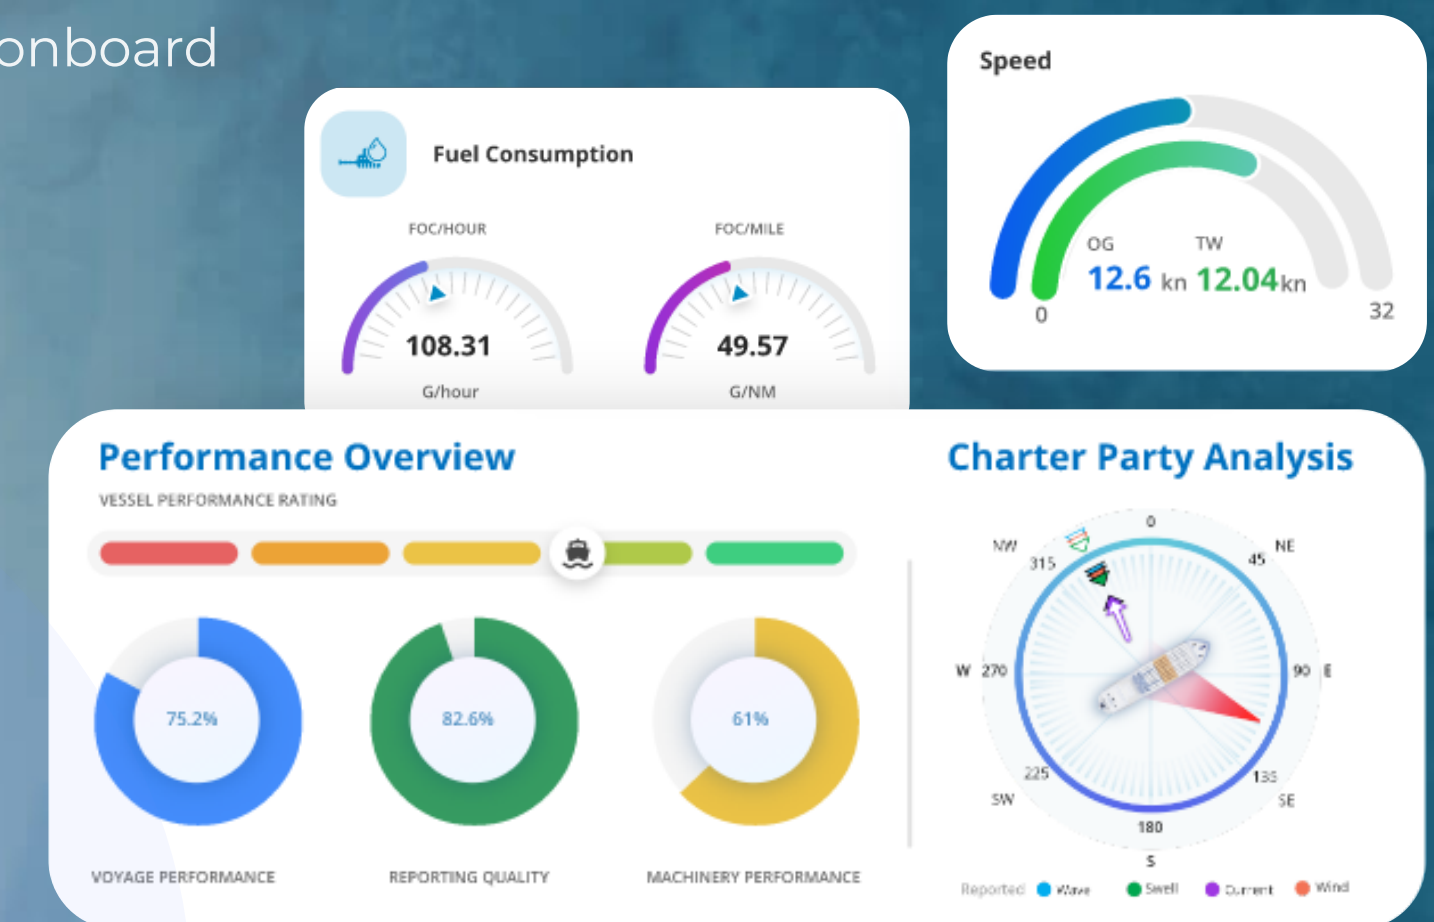 onboard
Fuel Consumption
FOC/HOUR
108.31
G/hour
FOC/MILE
49.57
G/NM
Speed
OG
12.6 kn
TW
12.04 kn
0
32
Performance Overview
VESSEL PERFORMANCE RATING
75.2%
VOYAGE PERFORMANCE
82.6%
REPORTING QUALITY
61%
MACHINERY PERFORMANCE
Charter Party Analysis
0
NE
45
90 E
135
SE
180
S
225
SW
W 270
NW
315
Reported Wave Swell Current Wind